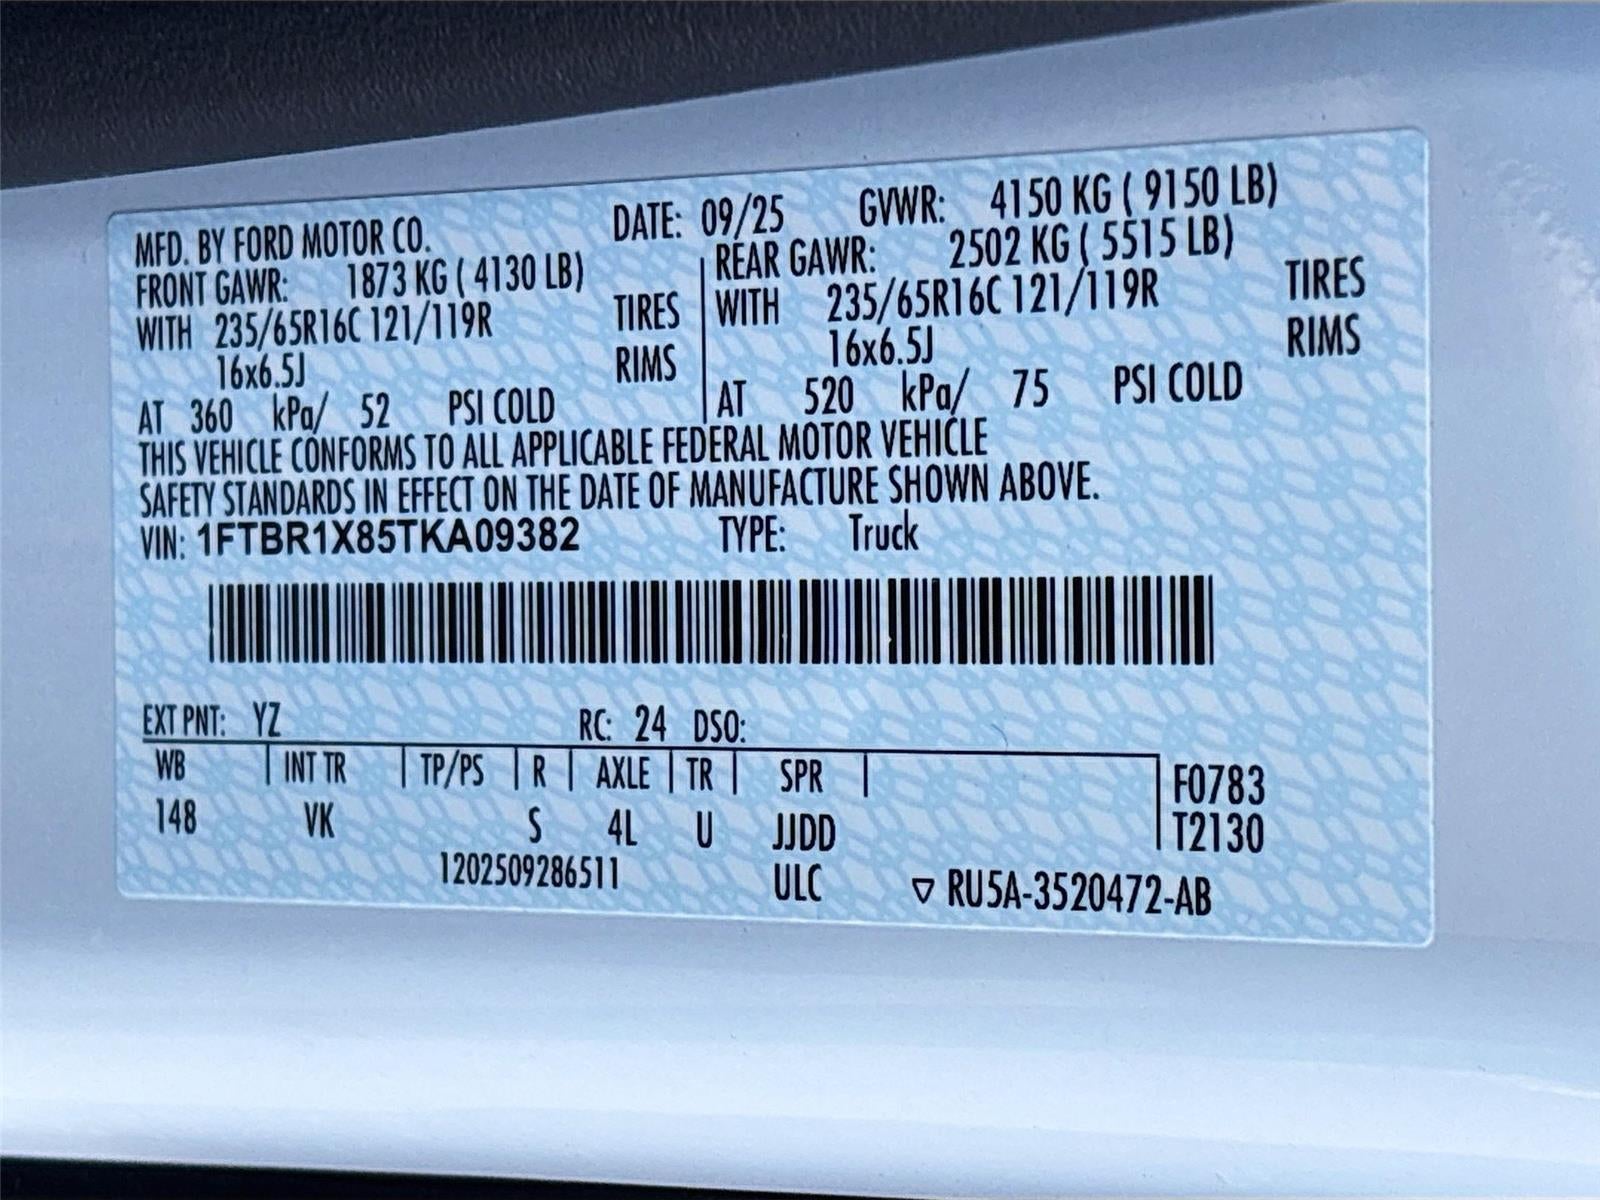 MFD. BY FORD MOTOR CO. DATE: 09/25 GVWR: 4150 KG ( 9150 LB)
FRONT GAWR: 1873 KG ( 4130 LB) REAR GAWR: 2502 KG ( 5515 LB)
WITH 235/65R16C 121/119R TIRES WITH 235/65R16C 121/119R TIRES
16x6.5J RIMS 16x6.5J RIMS
AT 360 kPa/ 52 PSI COLD AT 520 kPa/ 75 PSI COLD
THIS VEHICLE CONFORMS TO ALL APPLICABLE FEDERAL MOTOR VEHICLE
SAFETY STANDARDS IN EFFECT ON THE DATE OF MANUFACTURE SHOWN ABOVE.
VIN: 1FTBR1X85TKA09382 TYPE: Truck
EXT PNT: YZ RC: 24 DSO:
WB INT TR TP/PS R AXLE TR SPR F0783
148 VK S 4L U JJDD T2130
1202509286511 ULC ▽ RU5A-3520472-AB